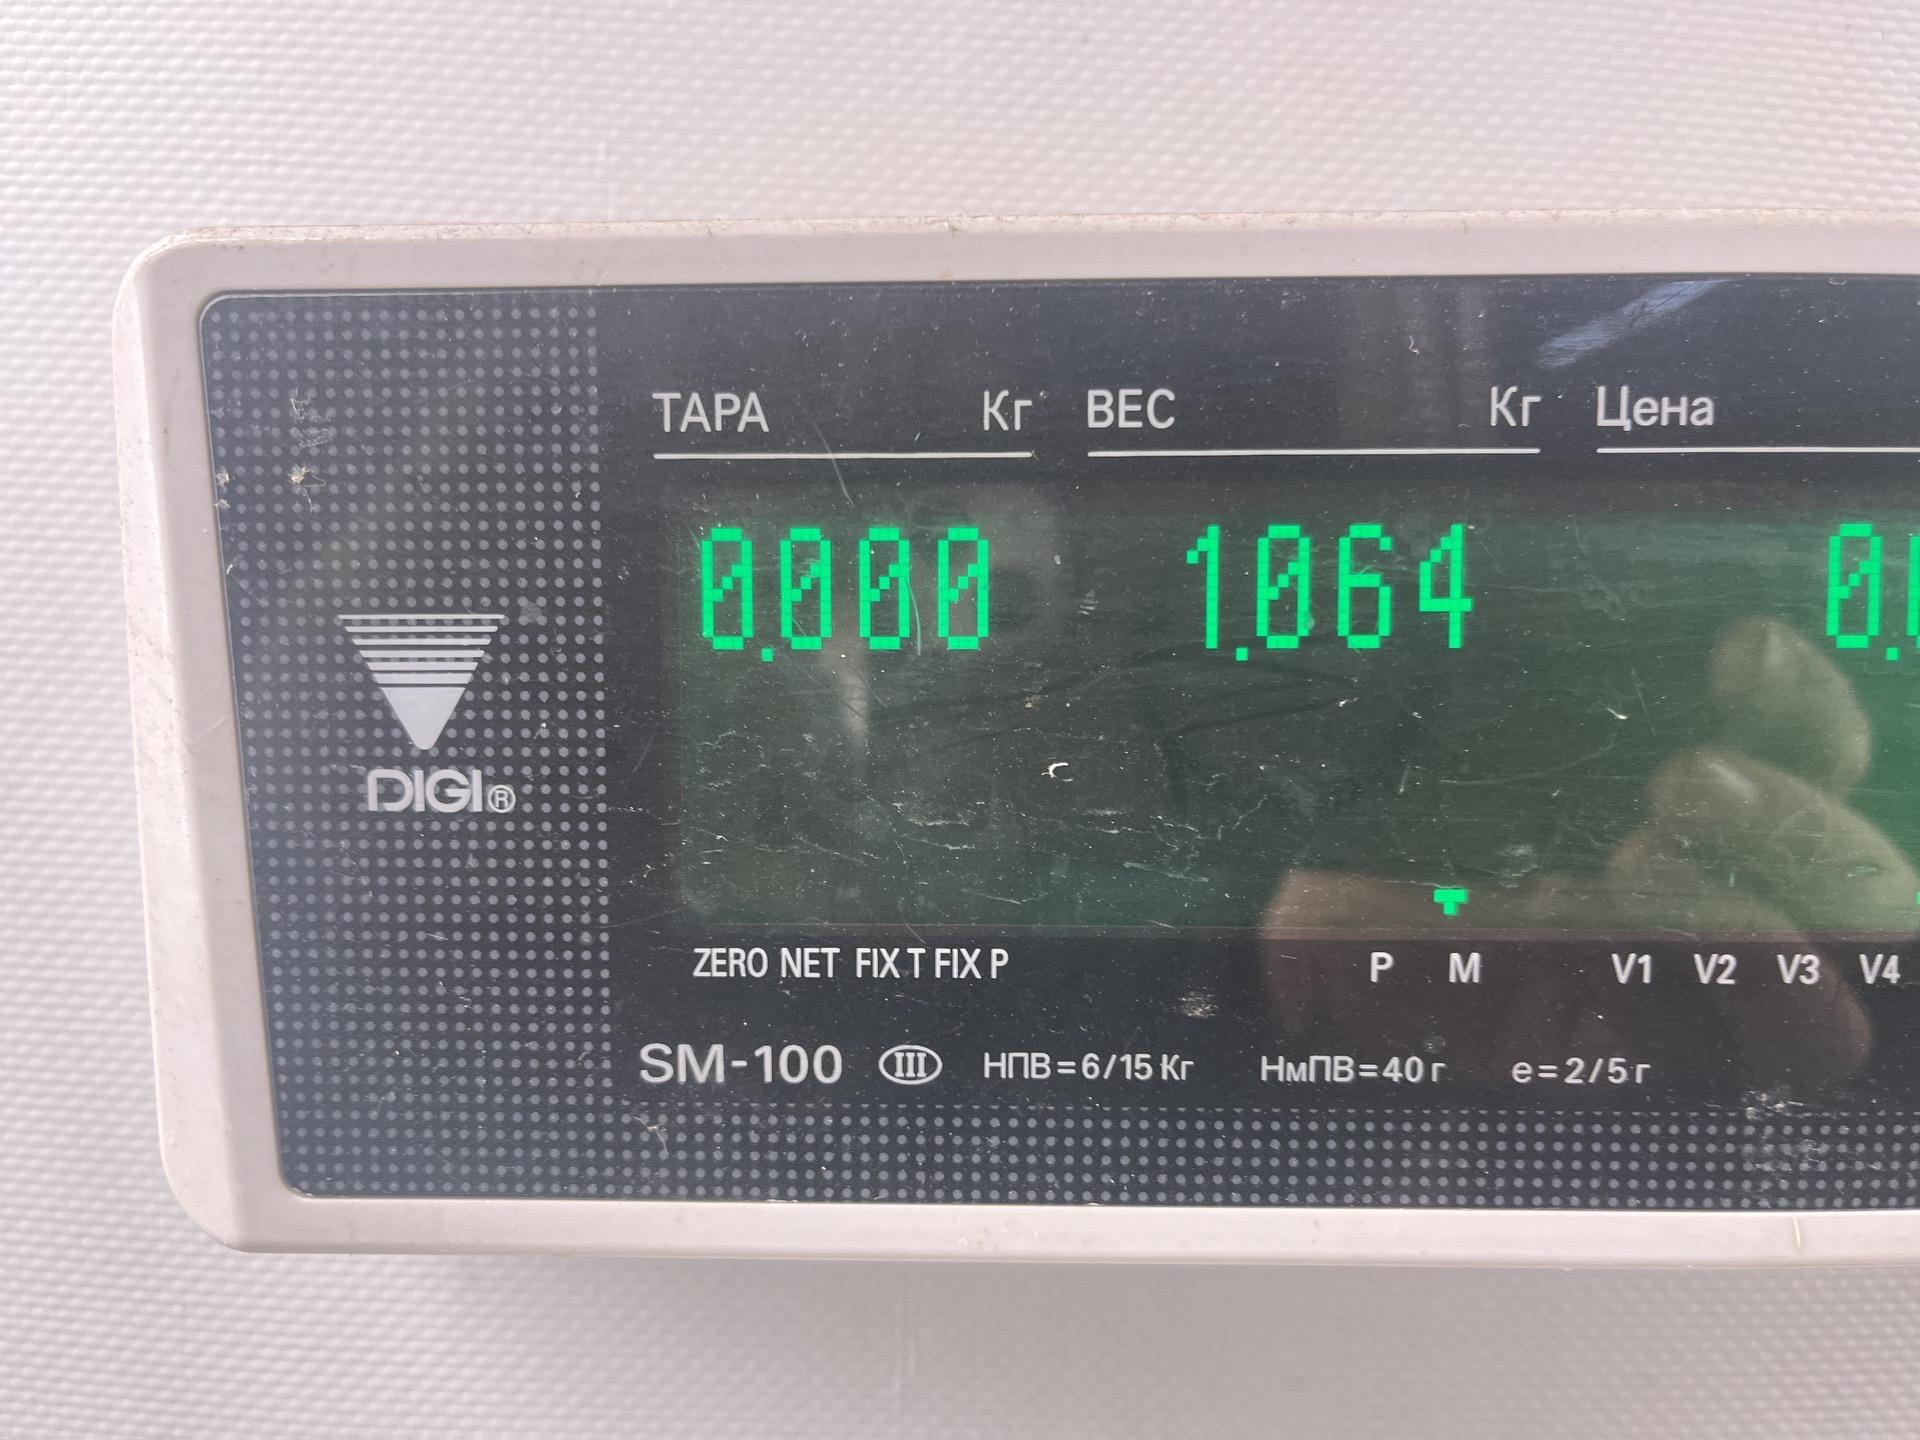 ТАРА Кг ВЕС Кг Цена
0.000 1.064
DIGI®
ZERO NET FIX T FIX P P M V1 V2 V3 V4
SM-100 III НПВ=6/15 Кг НмПВ=40 г e=2/5 г